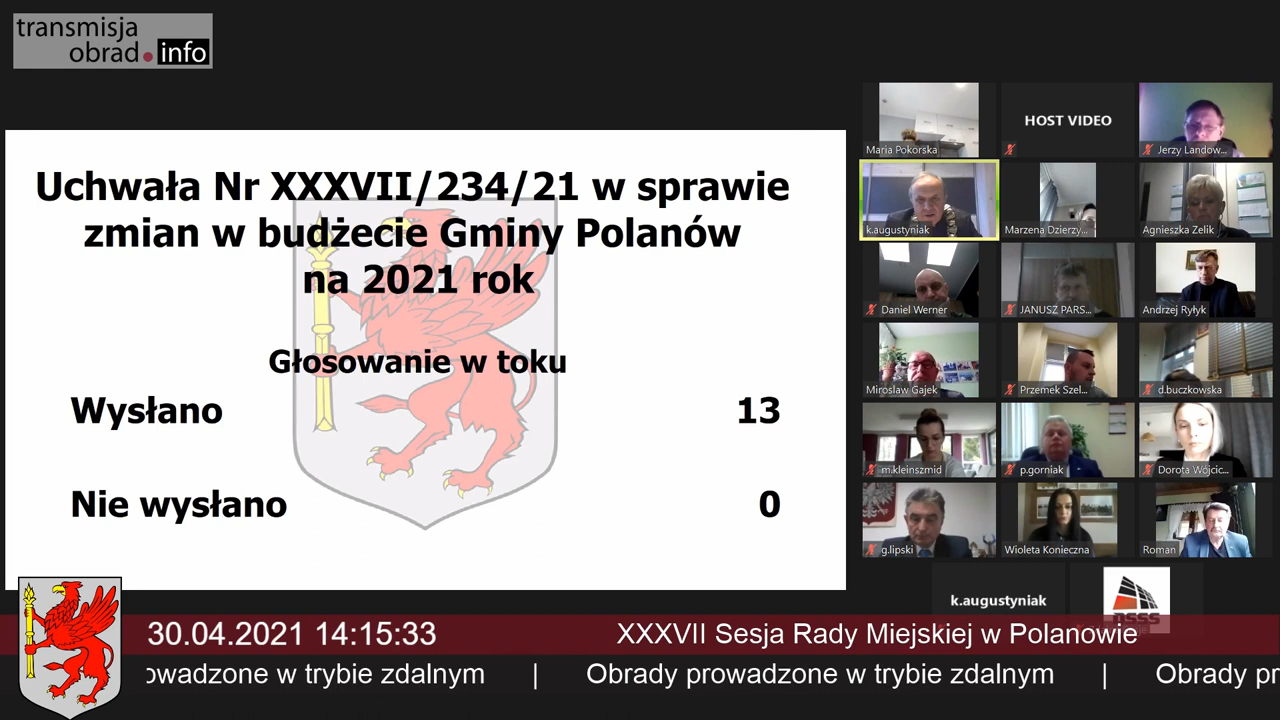 transmisja
obrad.info
Uchwała Nr XXXVII/234/21 w sprawie
zmian w budżecie Gminy Polanów
na 2021 rok
Głosowanie w toku
Wysłano 13
Nie wysłano 0
Maria Pokorska
HOST VIDEO
Jerzy Landow...
k.augustyniak
Marzena Dzierzy...
Agnieszka Zelik
Daniel Werner
JANUSZ PARS...
Andrzej Ryłyk
Miroslaw Gajek
Przemek Szel...
d.buczkowska
m.kleinszmid
p.gorniak
Dorota Wójcic...
g.lipski
Wioleta Konieczna
Roman
k.augustyniak
30.04.2021 14:15:33
XXXVII Sesja Rady Miejskiej w Polanowie
owadzone w trybie zdalnym | Obrady prowadzone w trybie zdalnym | Obrady pr